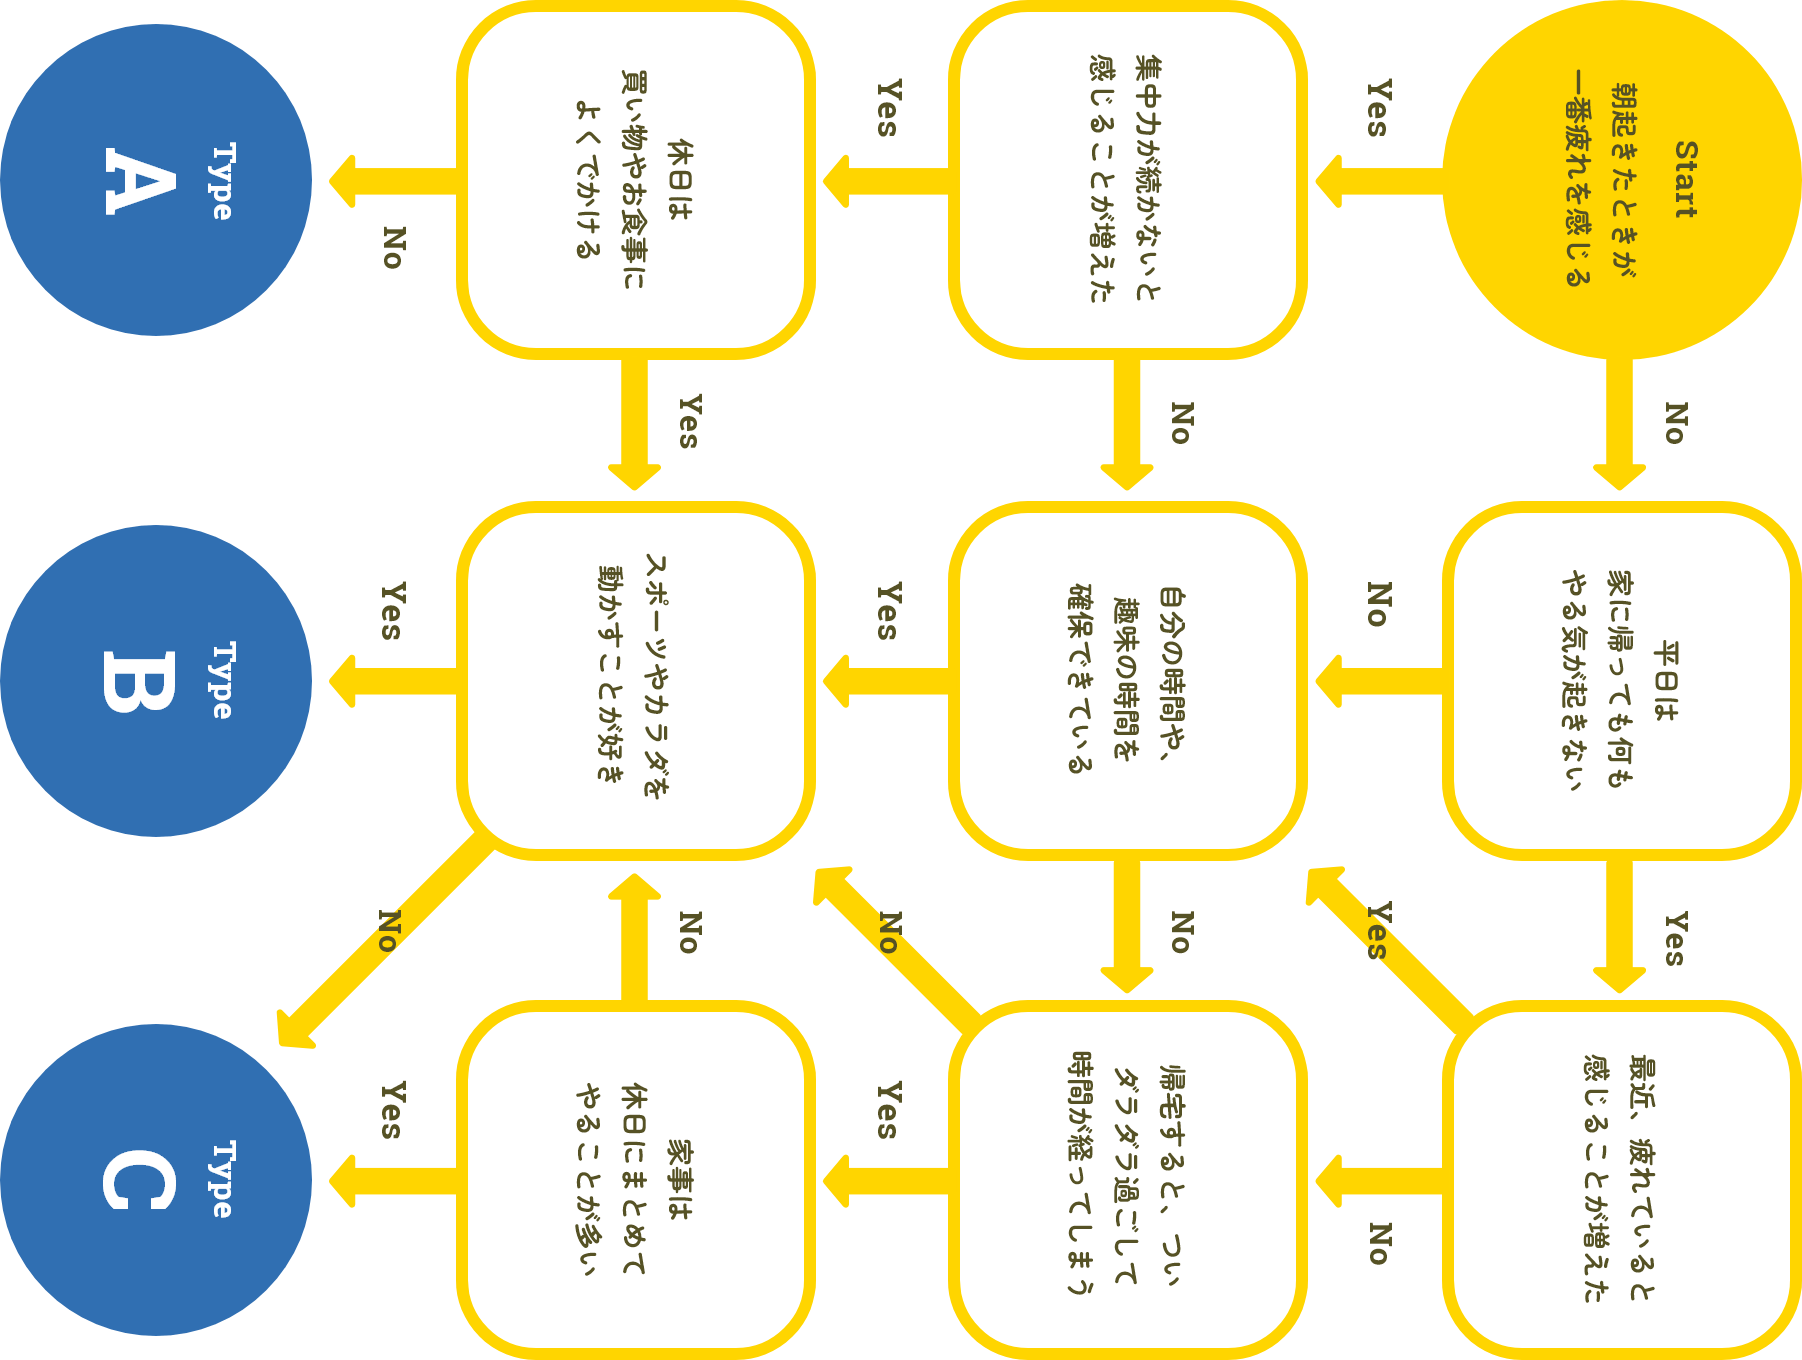 Start
朝起きたときが
一番疲れを感じる
No
平日は
家に帰っても何も
やる気が起きない
Yes
最近、疲れていると
感じることが増えた
Yes
No
Yes
No
集中力が続かないと
感じることが増えた
No
自分の時間や、
趣味の時間を
確保できている
No
帰宅すると、つい
ダラダラ過ごして
時間が経ってしまう
Yes
Yes
No
Yes
休日は
買い物やお食事に
よくでかける
Yes
スポーツやカラダを
動かすことが好き
No
家事は
休日にまとめて
やることが多い
No
Yes
No
Yes
Type
A
Type
B
Type
C